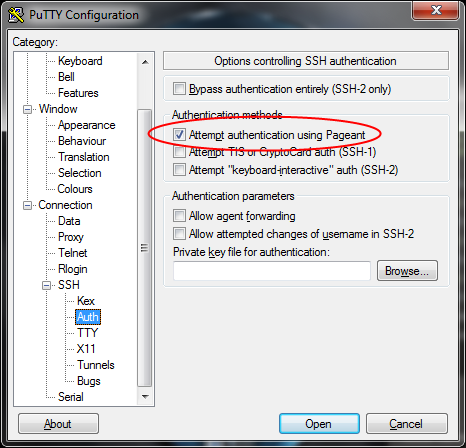 PuTTY Configuration
Category:
Keyboard
Bell
Features
Window
Appearance
Behaviour
Translation
Selection
Colours
Connection
Data
Proxy
Telnet
Rlogin
SSH
Kex
Auth
TTY
X11
Tunnels
Bugs
Serial
Options controlling SSH authentication
Bypass authentication entirely (SSH-2 only)
Authentication methods
Attempt authentication using Pageant
Attempt TIS or CryptoCard auth (SSH-1)
Attempt "keyboard-interactive" auth (SSH-2)
Authentication parameters
Allow agent forwarding
Allow attempted changes of username in SSH-2
Private key file for authentication:
Browse...
About
Open
Cancel